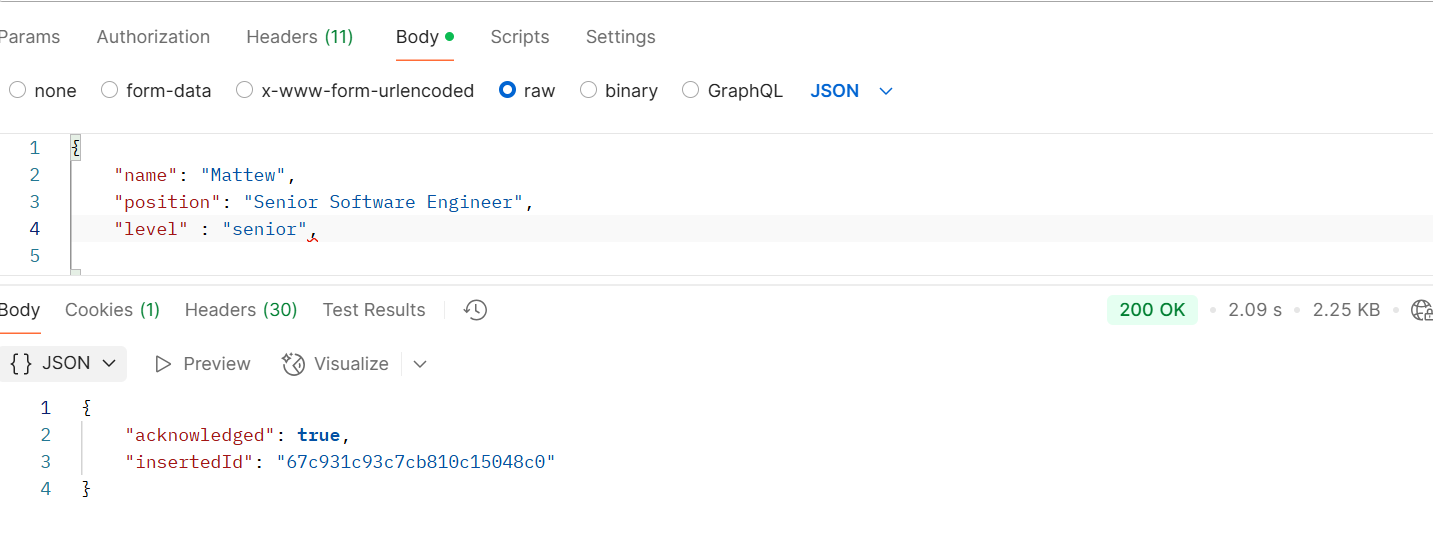 Params Authorization Headers (11) Body Scripts Settings
none form-data x-www-form-urlencoded raw binary GraphQL JSON
1 {
2 "name": "Mattew",
3 "position": "Senior Software Engineer",
4 "level" : "senior",
5
Body Cookies (1) Headers (30) Test Results 200 OK 2.09 s 2.25 KB
{} JSON Preview Visualize
1 {
2 "acknowledged": true,
3 "insertedId": "67c931c93c7cb810c15048c0"
4 }